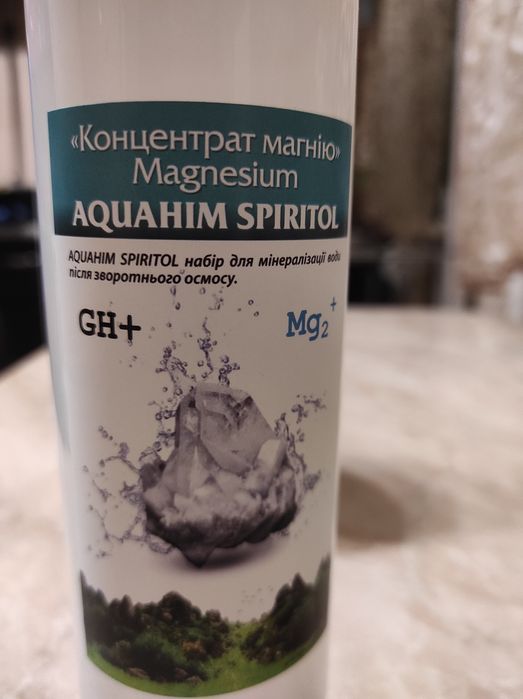 «Концентрат магнію»
Magnesium
AQUAHIM SPIRITOL
AQUAHIM SPIRITOL набір для мінералізації води
після зворотнього осмосу.
GH+
Mg₂⁺